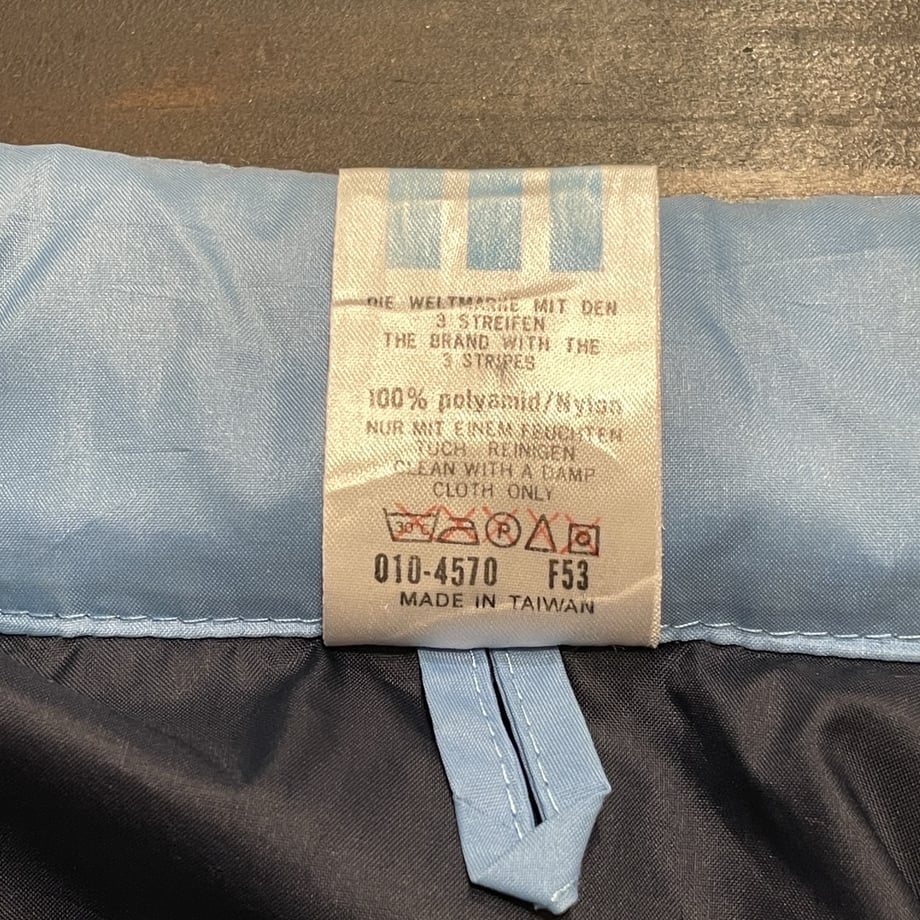 DIE WELTMARKE MIT DEN
3 STREIFEN
THE BRAND WITH THE
3 STRIPES
100% polyamid/Nylon
NUR MIT EINEM FEUCHTEN
TUCH REINIGEN
CLEAN WITH A DAMP
CLOTH ONLY
30°C P
010-4570 F53
MADE IN TAIWAN